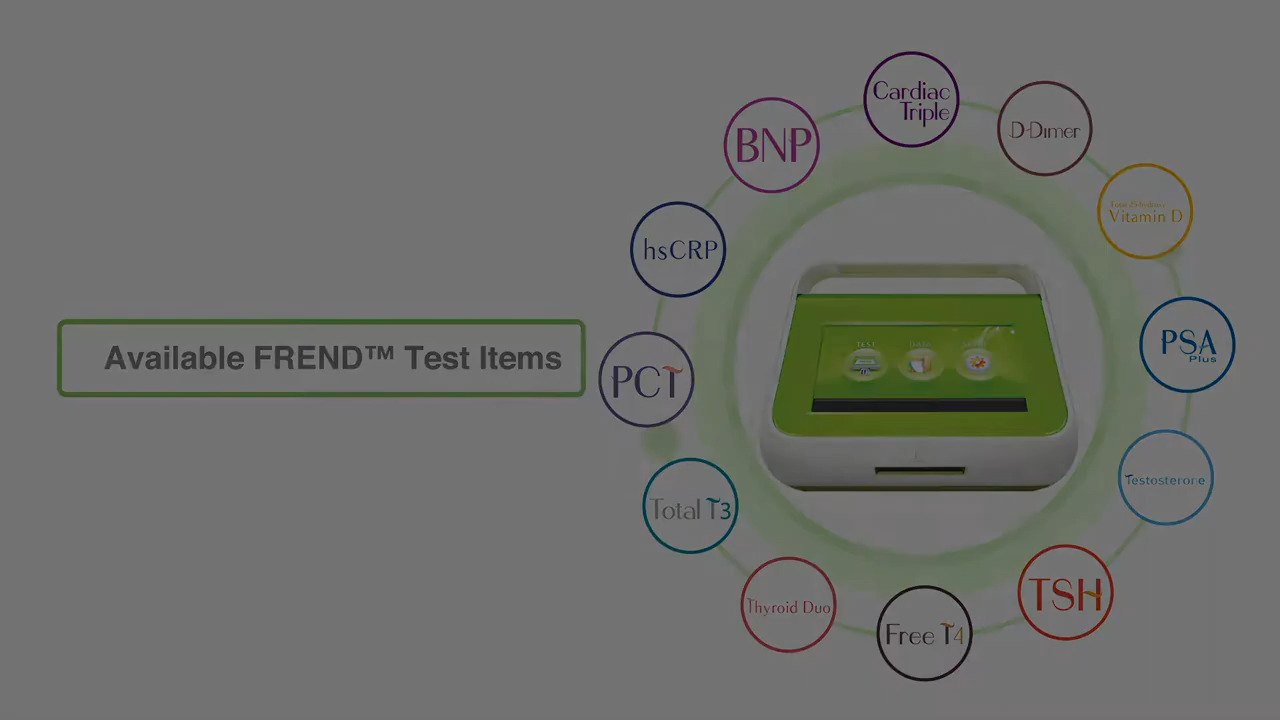 Available FREND™ Test Items
Cardiac
Triple
D-Dimer
Vitamin D
PSA
Plus
Testosterone
TSH
Free T4
Thyroid Duo
Total T3
PCT
hsCRP
BNP
TEST